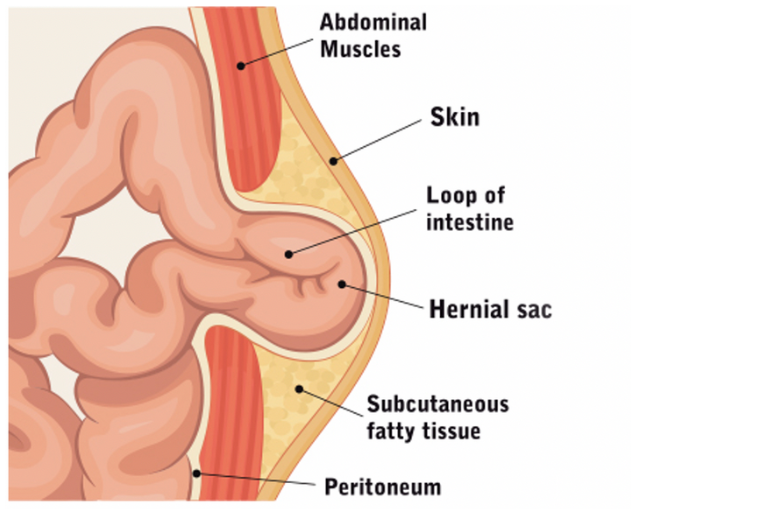 Abdominal
Muscles
Skin
Loop of
intestine
Hernial sac
Subcutaneous
fatty tissue
Peritoneum